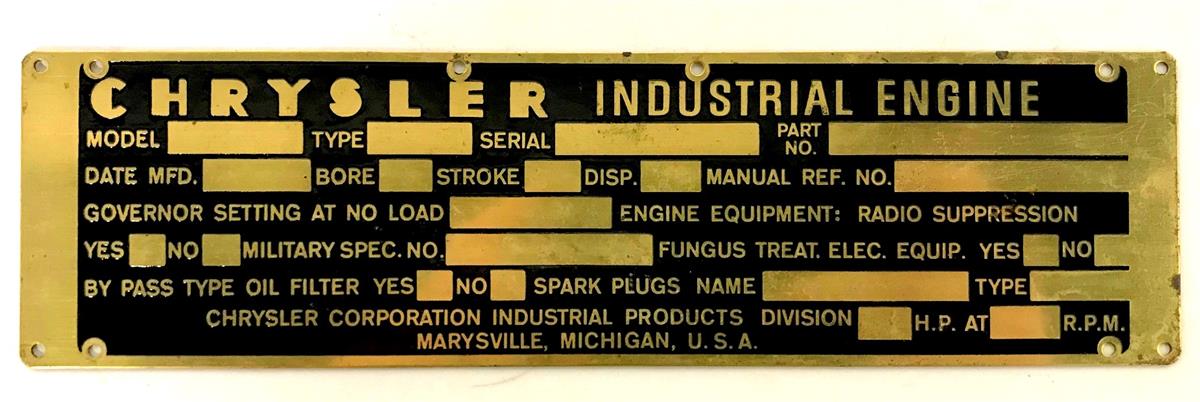 CHRYSLER INDUSTRIAL ENGINE
MODEL TYPE SERIAL PART NO.
DATE MFD. BORE STROKE DISP. MANUAL REF. NO.
GOVERNOR SETTING AT NO LOAD ENGINE EQUIPMENT: RADIO SUPPRESSION
YES NO MILITARY SPEC. NO. FUNGUS TREAT. ELEC. EQUIP. YES NO
BY PASS TYPE OIL FILTER YES NO SPARK PLUGS NAME TYPE
CHRYSLER CORPORATION INDUSTRIAL PRODUCTS DIVISION H.P. AT R.P.M.
MARYSVILLE, MICHIGAN, U.S.A.